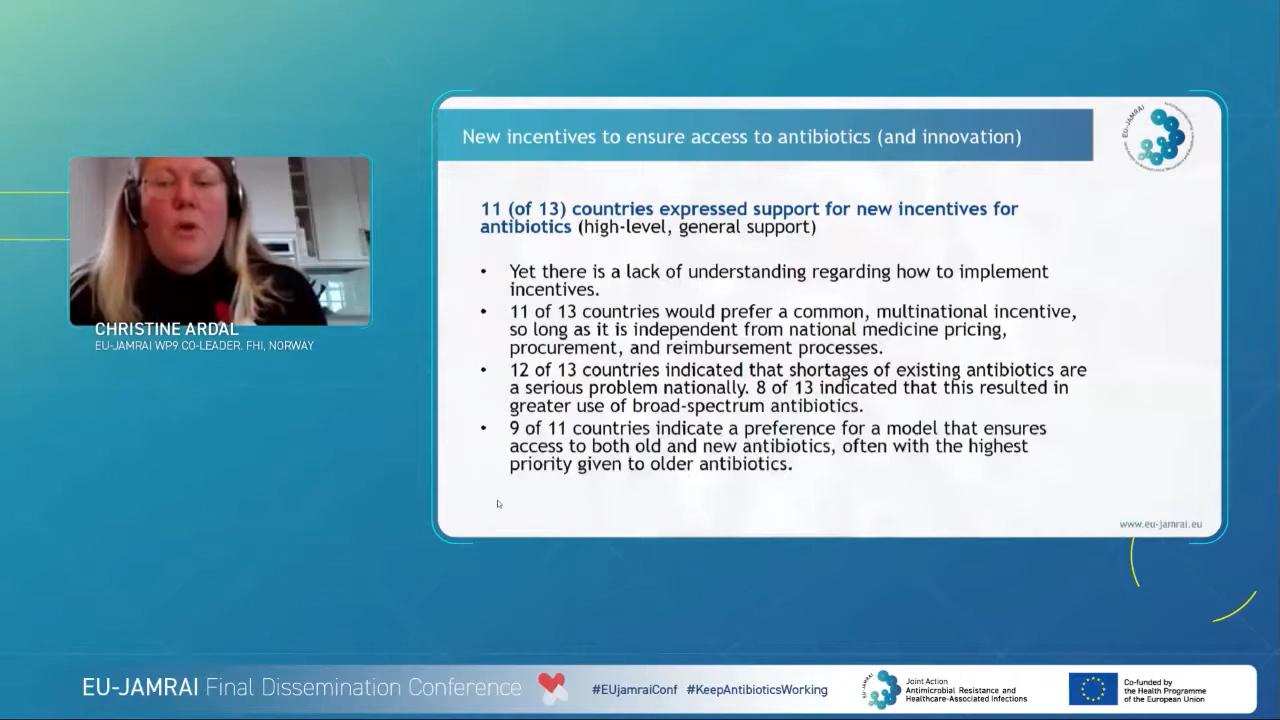 New incentives to ensure access to antibiotics (and innovation)
EU-JAMRAI
11 (of 13) countries expressed support for new incentives for
antibiotics (high-level, general support)
• Yet there is a lack of understanding regarding how to implement
incentives.
• 11 of 13 countries would prefer a common, multinational incentive,
so long as it is independent from national medicine pricing,
procurement, and reimbursement processes.
• 12 of 13 countries indicated that shortages of existing antibiotics are
a serious problem nationally. 8 of 13 indicated that this resulted in
greater use of broad-spectrum antibiotics.
• 9 of 11 countries indicate a preference for a model that ensures
access to both old and new antibiotics, often with the highest
priority given to older antibiotics.
www.eu-jamrai.eu
CHRISTINE ARDAL
EU-JAMRAI WP9 CO-LEADER. FHI, NORWAY
EU-JAMRAI Final Dissemination Conference
#EUjamraiConf #KeepAntibioticsWorking
EU-JAMRAI
Joint Action
Antimicrobial Resistance and
Healthcare-Associated Infections
Co-funded by
the Health Programme
of the European Union